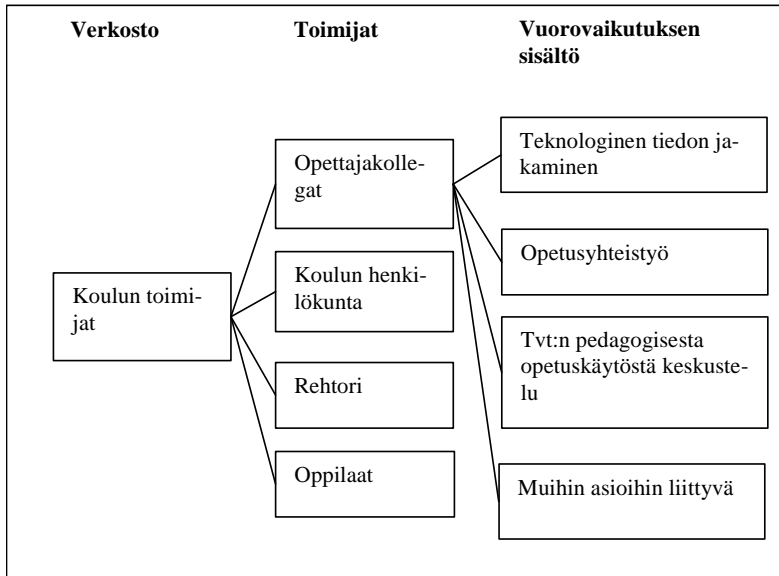 Verkosto
Toimijat
Vuorovaikutuksen
sisältö
Koulun toimi-
jat
Opettajakolle-
gat
Koulun henki-
lökunta
Rehtori
Oppilaat
Teknologinen tiedon ja-
kaminen
Opetusyhteistyö
Tvt:n pedagogisesta
opetuskäytöstä keskuste-
lu
Muihin asioihin liittyvä